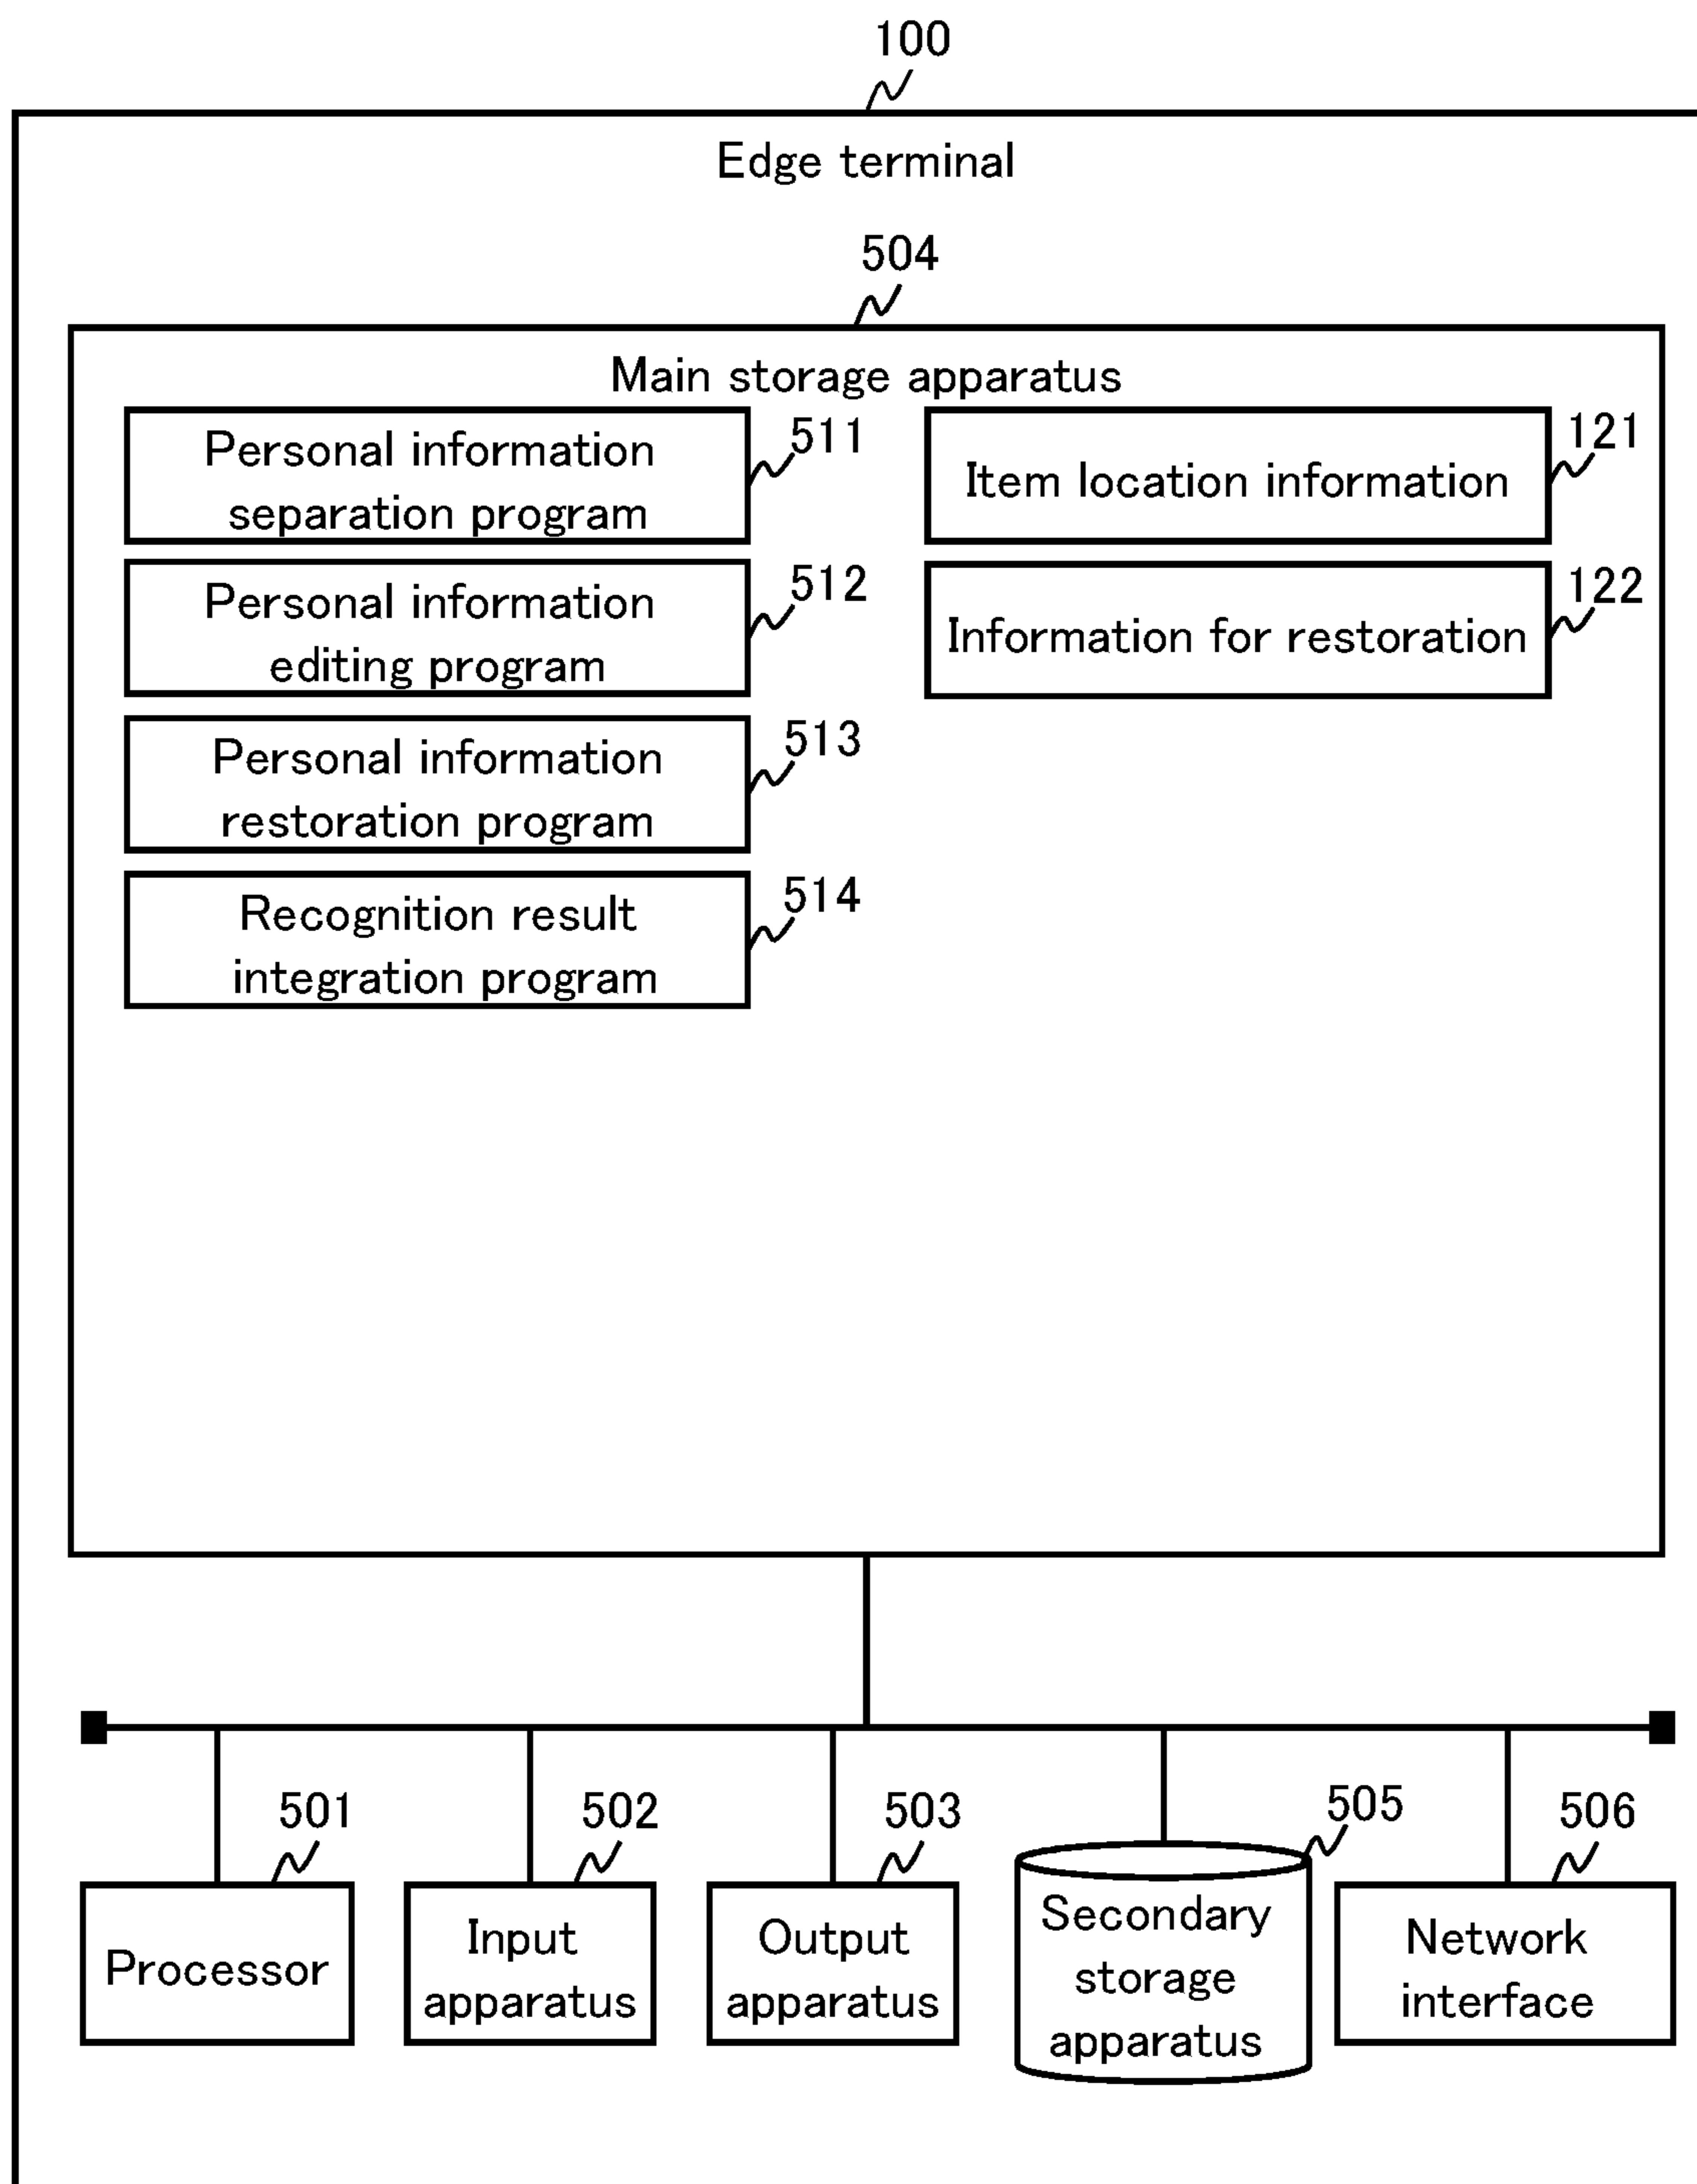 100
Edge terminal
504
Main storage apparatus
Personal information
separation program
511
Item location information
121
Personal information
editing program
512
Information for restoration
122
Personal information
restoration program
513
Recognition result
integration program
514
501
Processor
502
Input
apparatus
503
Output
apparatus
505
Secondary
storage
apparatus
506
Network
interface